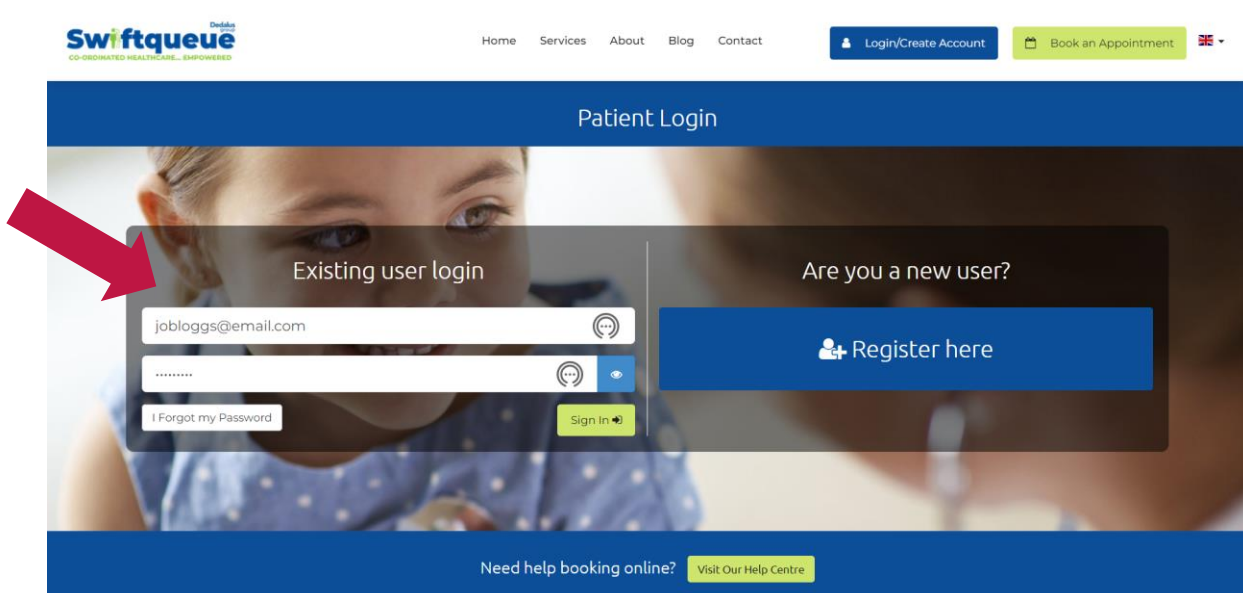 Dedalus
Group
Swiftqueue
CO-ORDINATED HEALTHCARE... EMPOWERED
Home Services About Blog Contact Login/Create Account Book an Appointment
Patient Login
Existing user login
jobloggs@email.com
.........
I Forgot my Password
Sign In
Are you a new user?
Register here
Need help booking online? Visit Our Help Centre